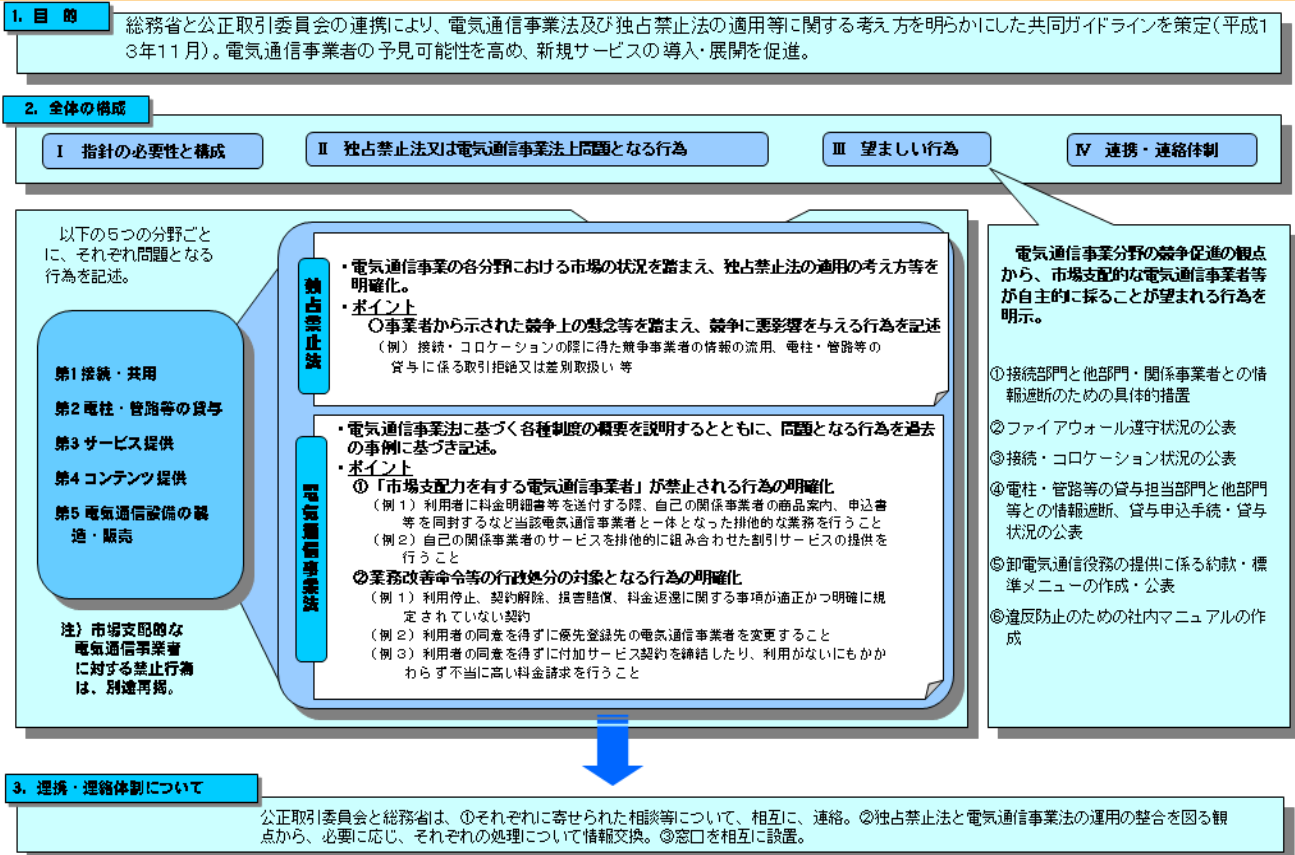 1. 目 的
総務省と公正取引委員会の連携により、電気通信事業法及び独占禁止法の適用等に関する考え方を明らかにした共同ガイドラインを策定(平成1
3年11月)。電気通信事業者の予見可能性を高め、新規サービスの導入・展開を促進。
2. 全体の構成
Ⅰ 指針の必要性と構成
Ⅱ 独占禁止法又は電気通信事業法上問題となる行為
Ⅲ 望ましい行為
Ⅳ 連携・連絡体制
以下の5つの分野ごと
に、それぞれ問題となる
行為を記述。
第1 接続・共用
第2 電柱・管路等の貸与
第3 サービス提供
第4 コンテンツ提供
第5 電気通信設備の製
造・販売
注) 市場支配的な
電気通信事業者
に対する禁止行為
は、別途再掲。
独占禁止法
・電気通信事業の各分野における市場の状況を踏まえ、独占禁止法の適用の考え方等を
明確化。
・ポイント
○事業者から示された競争上の懸念等を踏まえ、競争に悪影響を与える行為を記述
(例) 接続・コロケーションの際に得た競争事業者の情報の流用、電柱・管路等の
貸与に係る取引拒絶又は差別取扱い 等
電気通信事業法
・電気通信事業法に基づく各種制度の概要を説明するとともに、問題となる行為を過去
の事例に基づき記述。
・ポイント
①「市場支配力を有する電気通信事業者」が禁止される行為の明確化
(例1) 利用者に料金明細書等を送付する際、自己の関係事業者の商品案内、申込書
等を同封するなど当該電気通信事業者と一体となった排他的な業務を行うこと
(例2) 自己の関係事業者のサービスを排他的に組み合わせた割引サービスの提供を
行うこと
②業務改善命令等の行政処分の対象となる行為の明確化
(例1) 利用停止、契約解除、損害賠償、料金返還に関する事項が適正かつ明確に規
定されていない契約
(例2) 利用者の同意を得ずに優先登録先の電気通信事業者を変更すること
(例3) 利用者の同意を得ずに付加サービス契約を締結したり、利用がないにもかか
わらず不当に高い料金請求を行うこと
電気通信事業分野の競争促進の観点
から、市場支配的な電気通信事業者等
が自主的に採ることが望まれる行為を
明示。
①接続部門と他部門・関係事業者との情
報遮断のための具体的措置
②ファイアウォール遵守状況の公表
③接続・コロケーション状況の公表
④電柱・管路等の貸与担当部門と他部門
等との情報遮断、貸与申込手続・貸与
状況の公表
⑤卸電気通信役務の提供に係る約款・標
準メニューの作成・公表
⑥違反防止のための社内マニュアルの作
成
3. 連携・連絡体制について
公正取引委員会と総務省は、①それぞれに寄せられた相談等について、相互に、連絡。②独占禁止法と電気通信事業法の運用の整合を図る観
点から、必要に応じ、それぞれの処理について情報交換。③窓口を相互に設置。